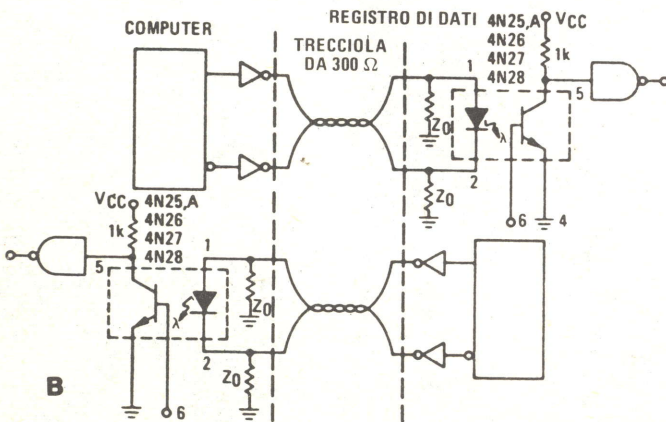 COMPUTER
REGISTRO DI DATI
TRECCIOLA
DA 300 Ω
4N25,A
4N26
4N27
4N28
VCC
1k
1
5
Z0
λ
2
Z0
6
4
VCC
4N25,A
4N26
4N27
4N28
1k
5
1
Z0
λ
2
Z0
6
B